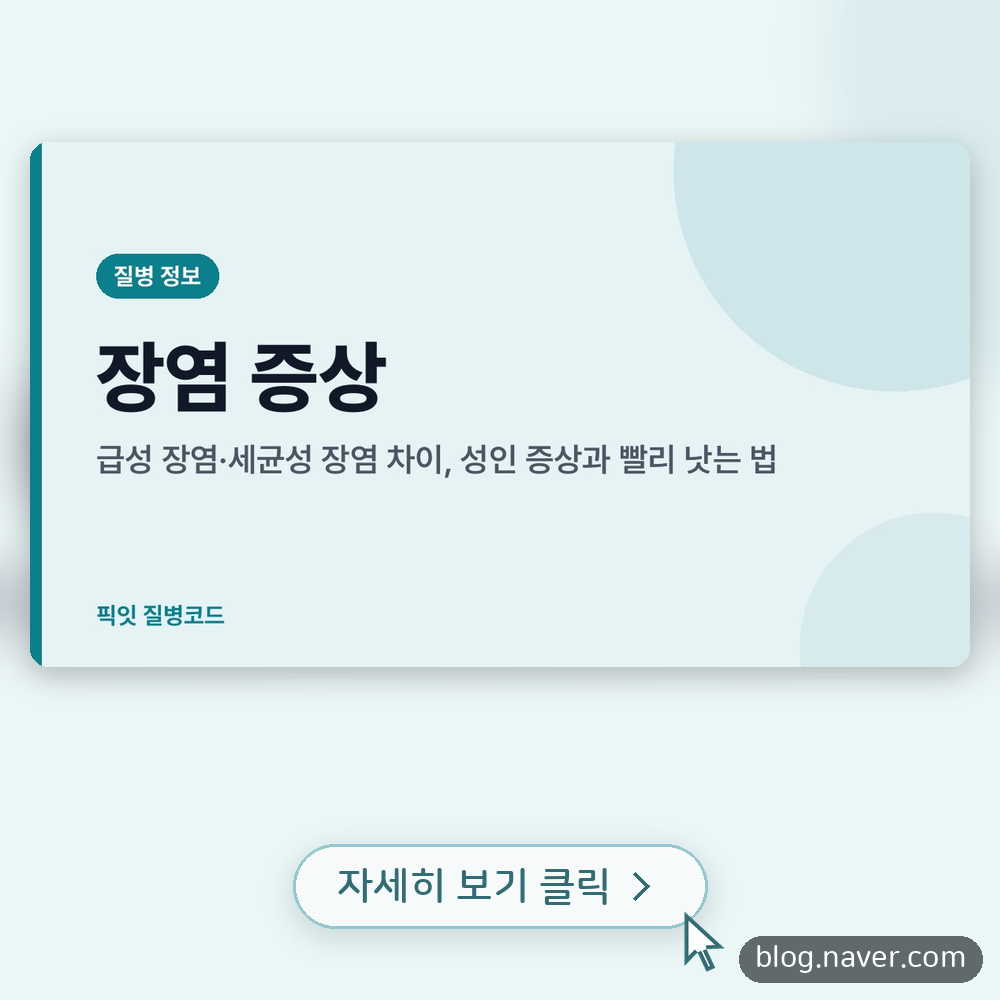 질병 정보
장염 증상
급성 장염·세균성 장염 차이, 성인 증상과 빨리 낫는 법
픽잇 질병코드
자세히 보기 클릭 >
blog.naver.com